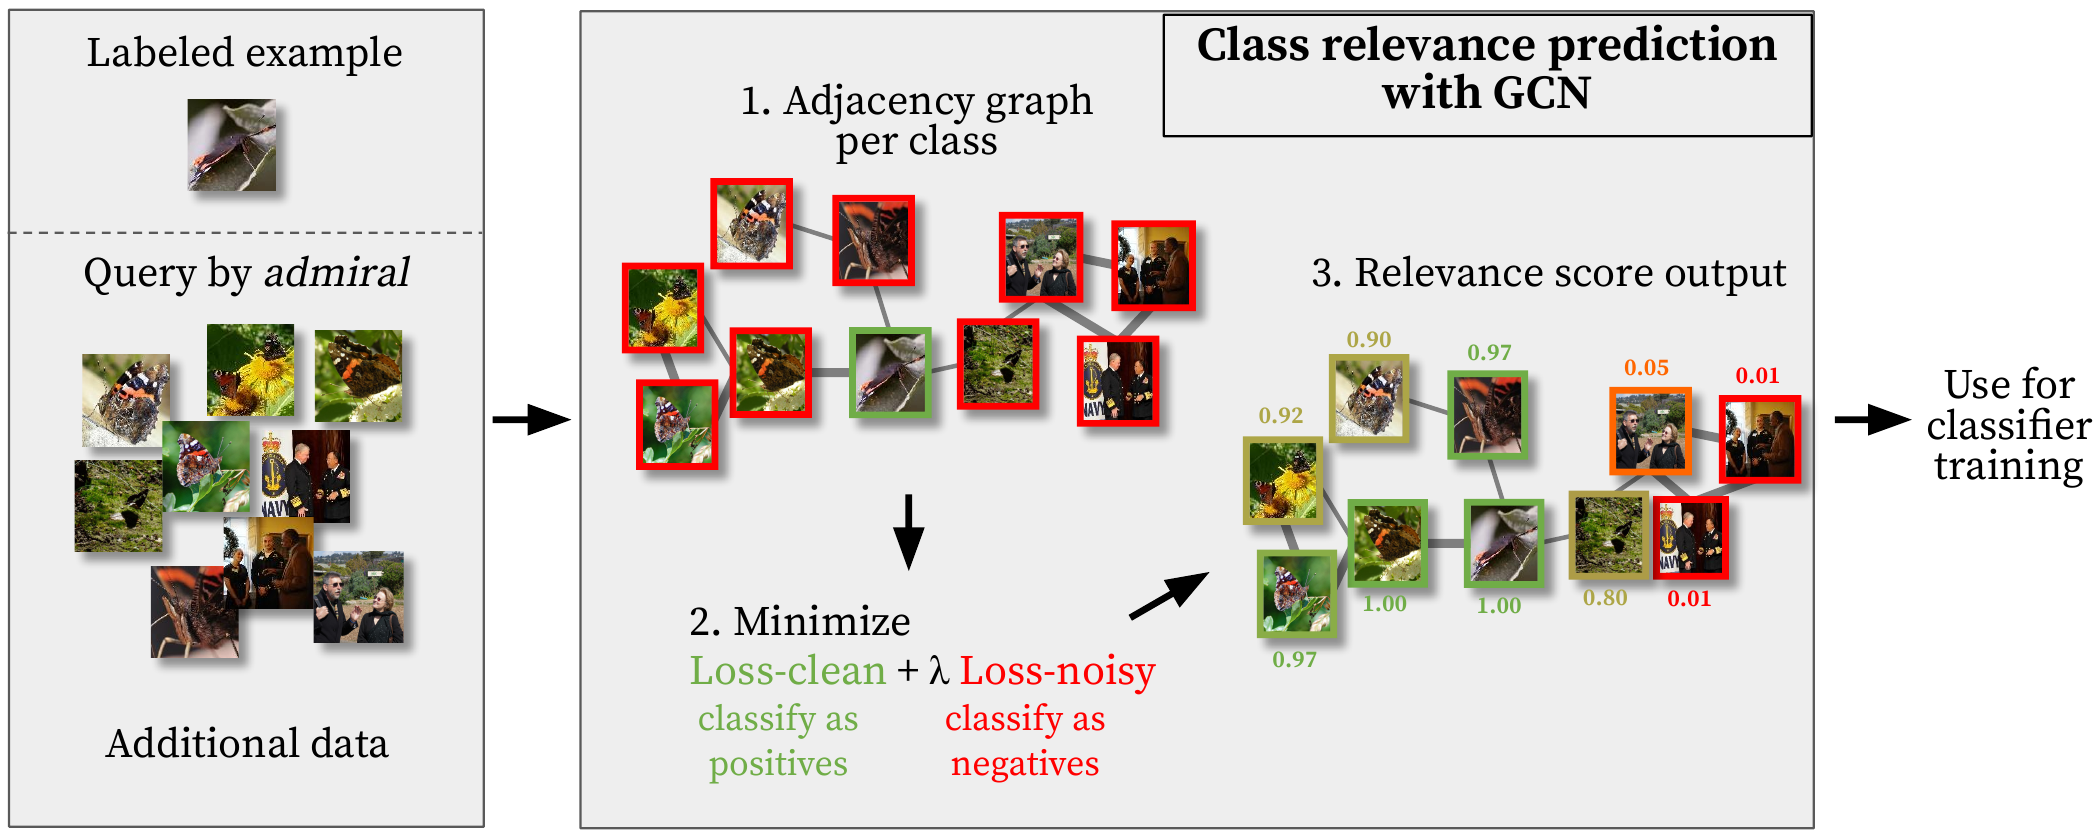 Labeled example
Query by admiral
Additional data
Class relevance prediction
with GCN
1. Adjacency graph
per class
NAVY
2. Minimize
Loss-clean + λ Loss-noisy
classify as
positives
classify as
negatives
3. Relevance score output
0.90
0.97
0.05
0.01
0.92
1.00
1.00
0.80
0.01
0.97
Use for
classifier
training